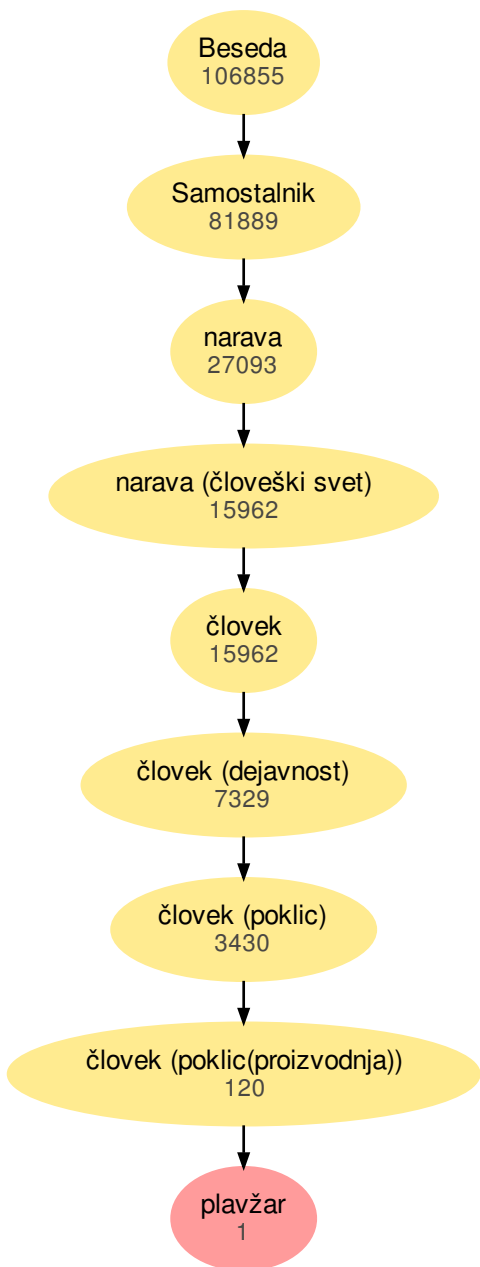 Beseda
106855
Samostalnik
81889
narava
27093
narava (človeški svet)
15962
človek
15962
človek (dejavnost)
7329
človek (poklic)
3430
človek (poklic(proizvodnja))
120
plavžar
1